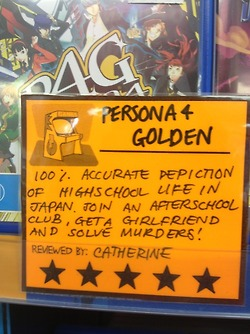 P4G
PERSONA 4
GOLDEN
100% ACCURATE DEPICTION
OF HIGHSCHOOL LIFE IN
JAPAN. JOIN AN AFTERSCHOOL
CLUB, GET A GIRLFRIEND
AND SOLVE MURDERS!
REVIEWED BY: CATHERINE